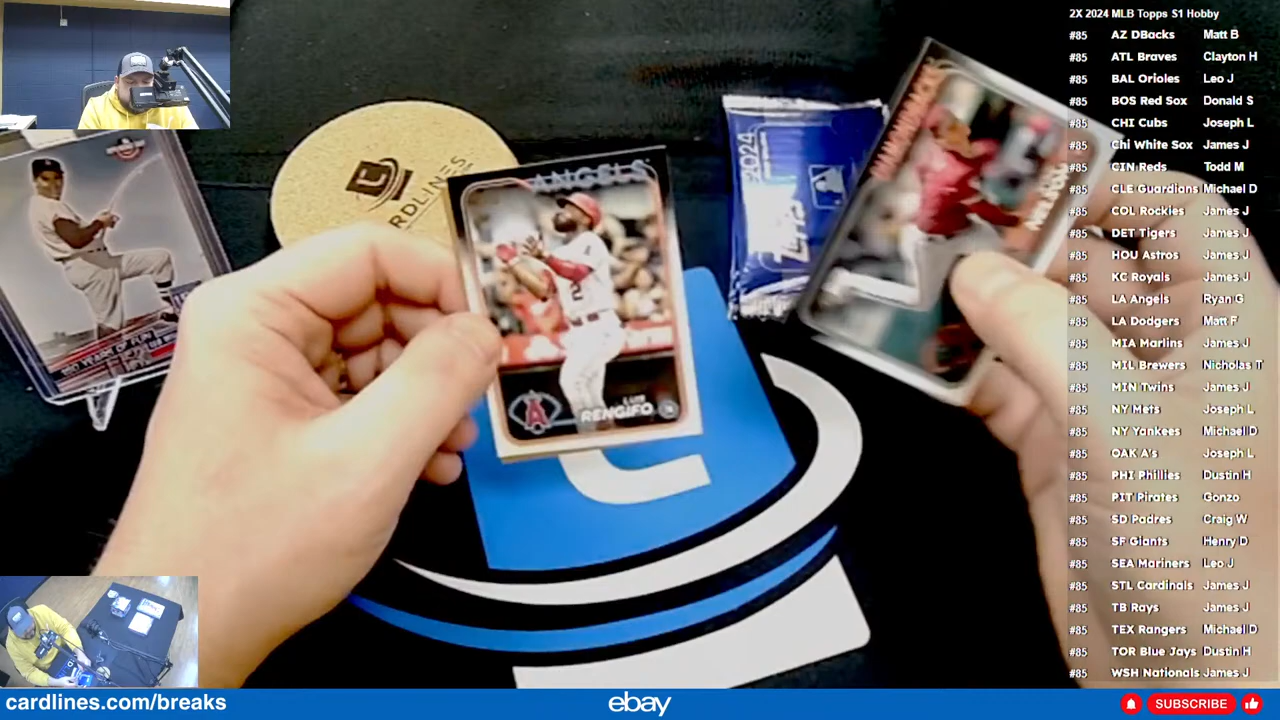 2X 2024 MLB Topps S1 Hobby
#85 AZ DBacks Matt B
#85 ATL Braves Clayton H
#85 BAL Orioles Leo J
#85 BOS Red Sox Donald S
#85 CHI Cubs Joseph L
#85 Chi White Sox James J
#85 CIN Reds Todd M
#85 CLE Guardians Michael D
#85 COL Rockies James J
#85 DET Tigers James J
#85 HOU Astros James J
#85 KC Royals James J
#85 LA Angels Ryan G
#85 LA Dodgers Matt F
#85 MIA Marlins James J
#85 MIL Brewers Nicholas T
#85 MIN Twins James J
#85 NY Mets Joseph L
#85 NY Yankees Michael D
#85 OAK A's Joseph L
#85 PHI Phillies Dustin H
#85 PIT Pirates Gonzo
#85 SD Padres Craig W
#85 SF Giants Henry D
#85 SEA Mariners Leo J
#85 STL Cardinals James J
#85 TB Rays James J
#85 TEX Rangers Michael D
#85 TOR Blue Jays Dustin H
#85 WSH Nationals James J
ANGELS
LUIS
RENGIFO
A
RDLINES
2024
Topps
DIAMONDBACKS
YEARS OF FUN
cardlines.com/breaks
ebay
SUBSCRIBE